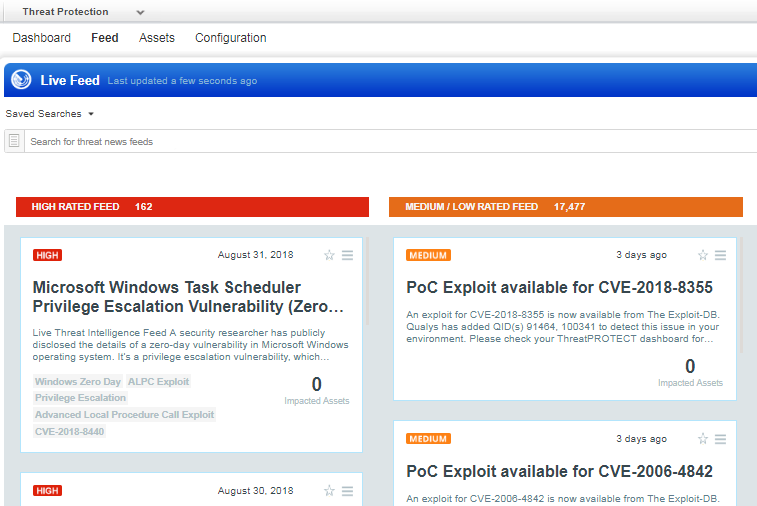 Threat Protection
Dashboard Feed Assets Configuration
Live Feed Last updated a few seconds ago
Saved Searches
Search for threat news feeds
HIGH RATED FEED 162
HIGH August 31, 2018
Microsoft Windows Task Scheduler
Privilege Escalation Vulnerability (Zero…
Live Threat Intelligence Feed A security researcher has publicly
disclosed the details of a zero-day vulnerability in Microsoft Windows
operating system. It's a privilege escalation vulnerability, which…
Windows Zero Day ALPC Exploit
Privilege Escalation
Advanced Local Procedure Call Exploit
CVE-2018-8440
0
Impacted Assets
HIGH August 30, 2018
MEDIUM / LOW RATED FEED 17,477
MEDIUM 3 days ago
PoC Exploit available for CVE-2018-8355
An exploit for CVE-2018-8355 is now available from The Exploit-DB.
Qualys has added QID(s) 91464, 100341 to detect this issue in your
environment. Please check your ThreatPROTECT dashboard for…
0
Impacted Assets
MEDIUM 3 days ago
PoC Exploit available for CVE-2006-4842
An exploit for CVE-2006-4842 is now available from The Exploit-DB.